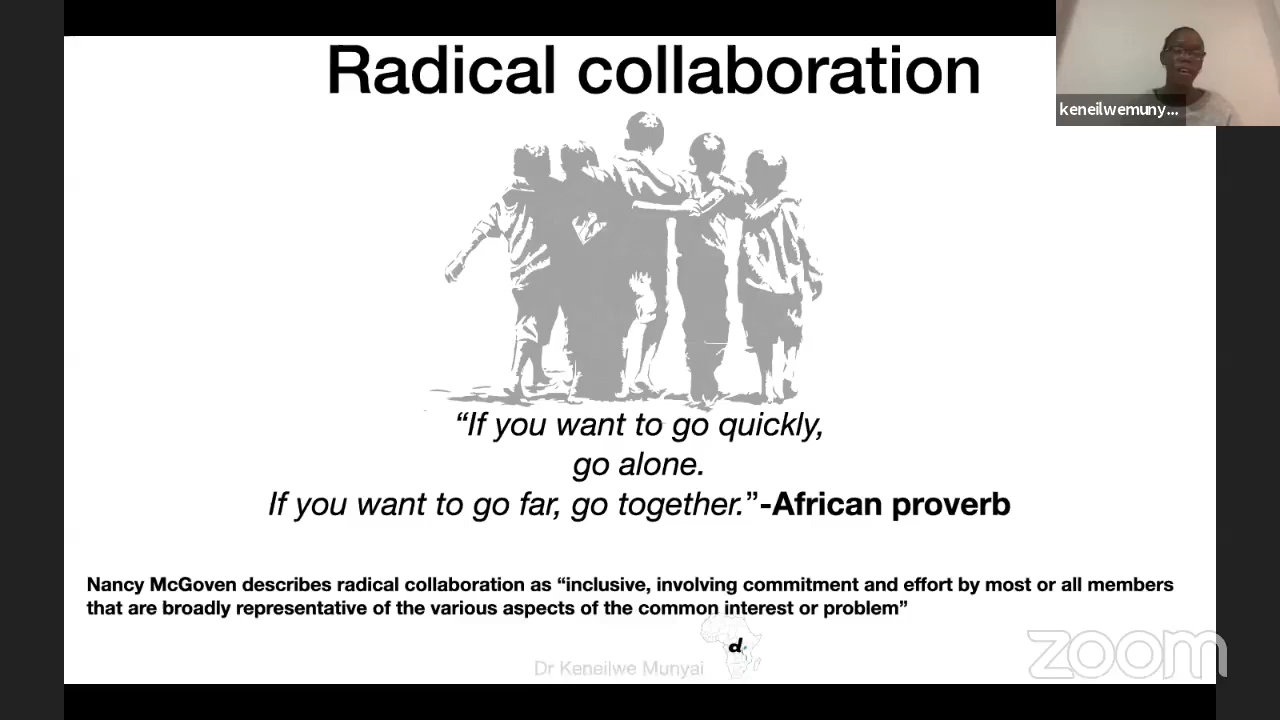 Radical collaboration
keneilwemuny...
“If you want to go quickly,
go alone.
If you want to go far, go together.”-African proverb
Nancy McGoven describes radical collaboration as “inclusive, involving commitment and effort by most or all members
that are broadly representative of the various aspects of the common interest or problem”
d
Dr Keneilwe Munyai
zoom